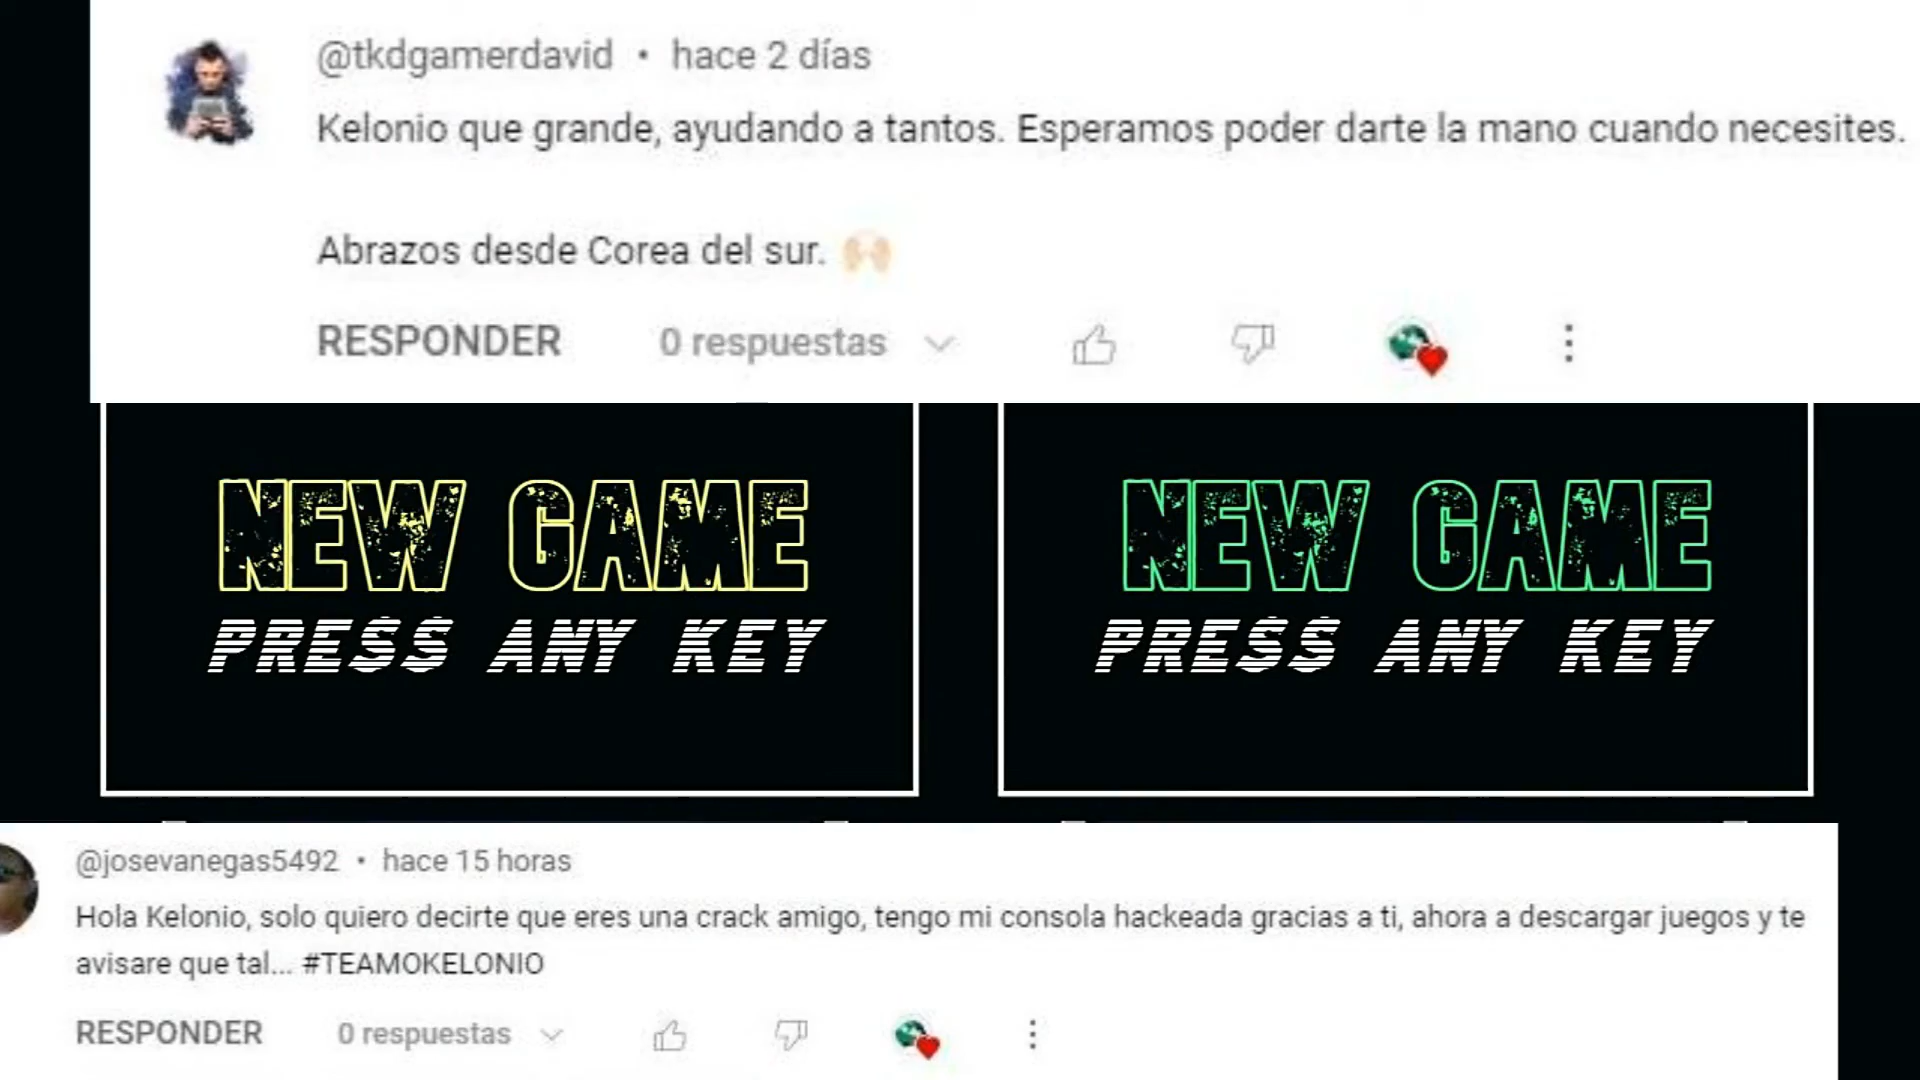 @tkdgamerdavid • hace 2 días
Kelonio que grande, ayudando a tantos. Esperamos poder darte la mano cuando necesites.
Abrazos desde Corea del sur. 🙌🏻
RESPONDER 0 respuestas
NEW GAME
PRESS ANY KEY
NEW GAME
PRESS ANY KEY
@josevanegas5492 • hace 15 horas
Hola Kelonio, solo quiero decirte que eres una crack amigo, tengo mi consola hackeada gracias a ti, ahora a descargar juegos y te
avisare que tal... #TEAMOKELONIO
RESPONDER 0 respuestas